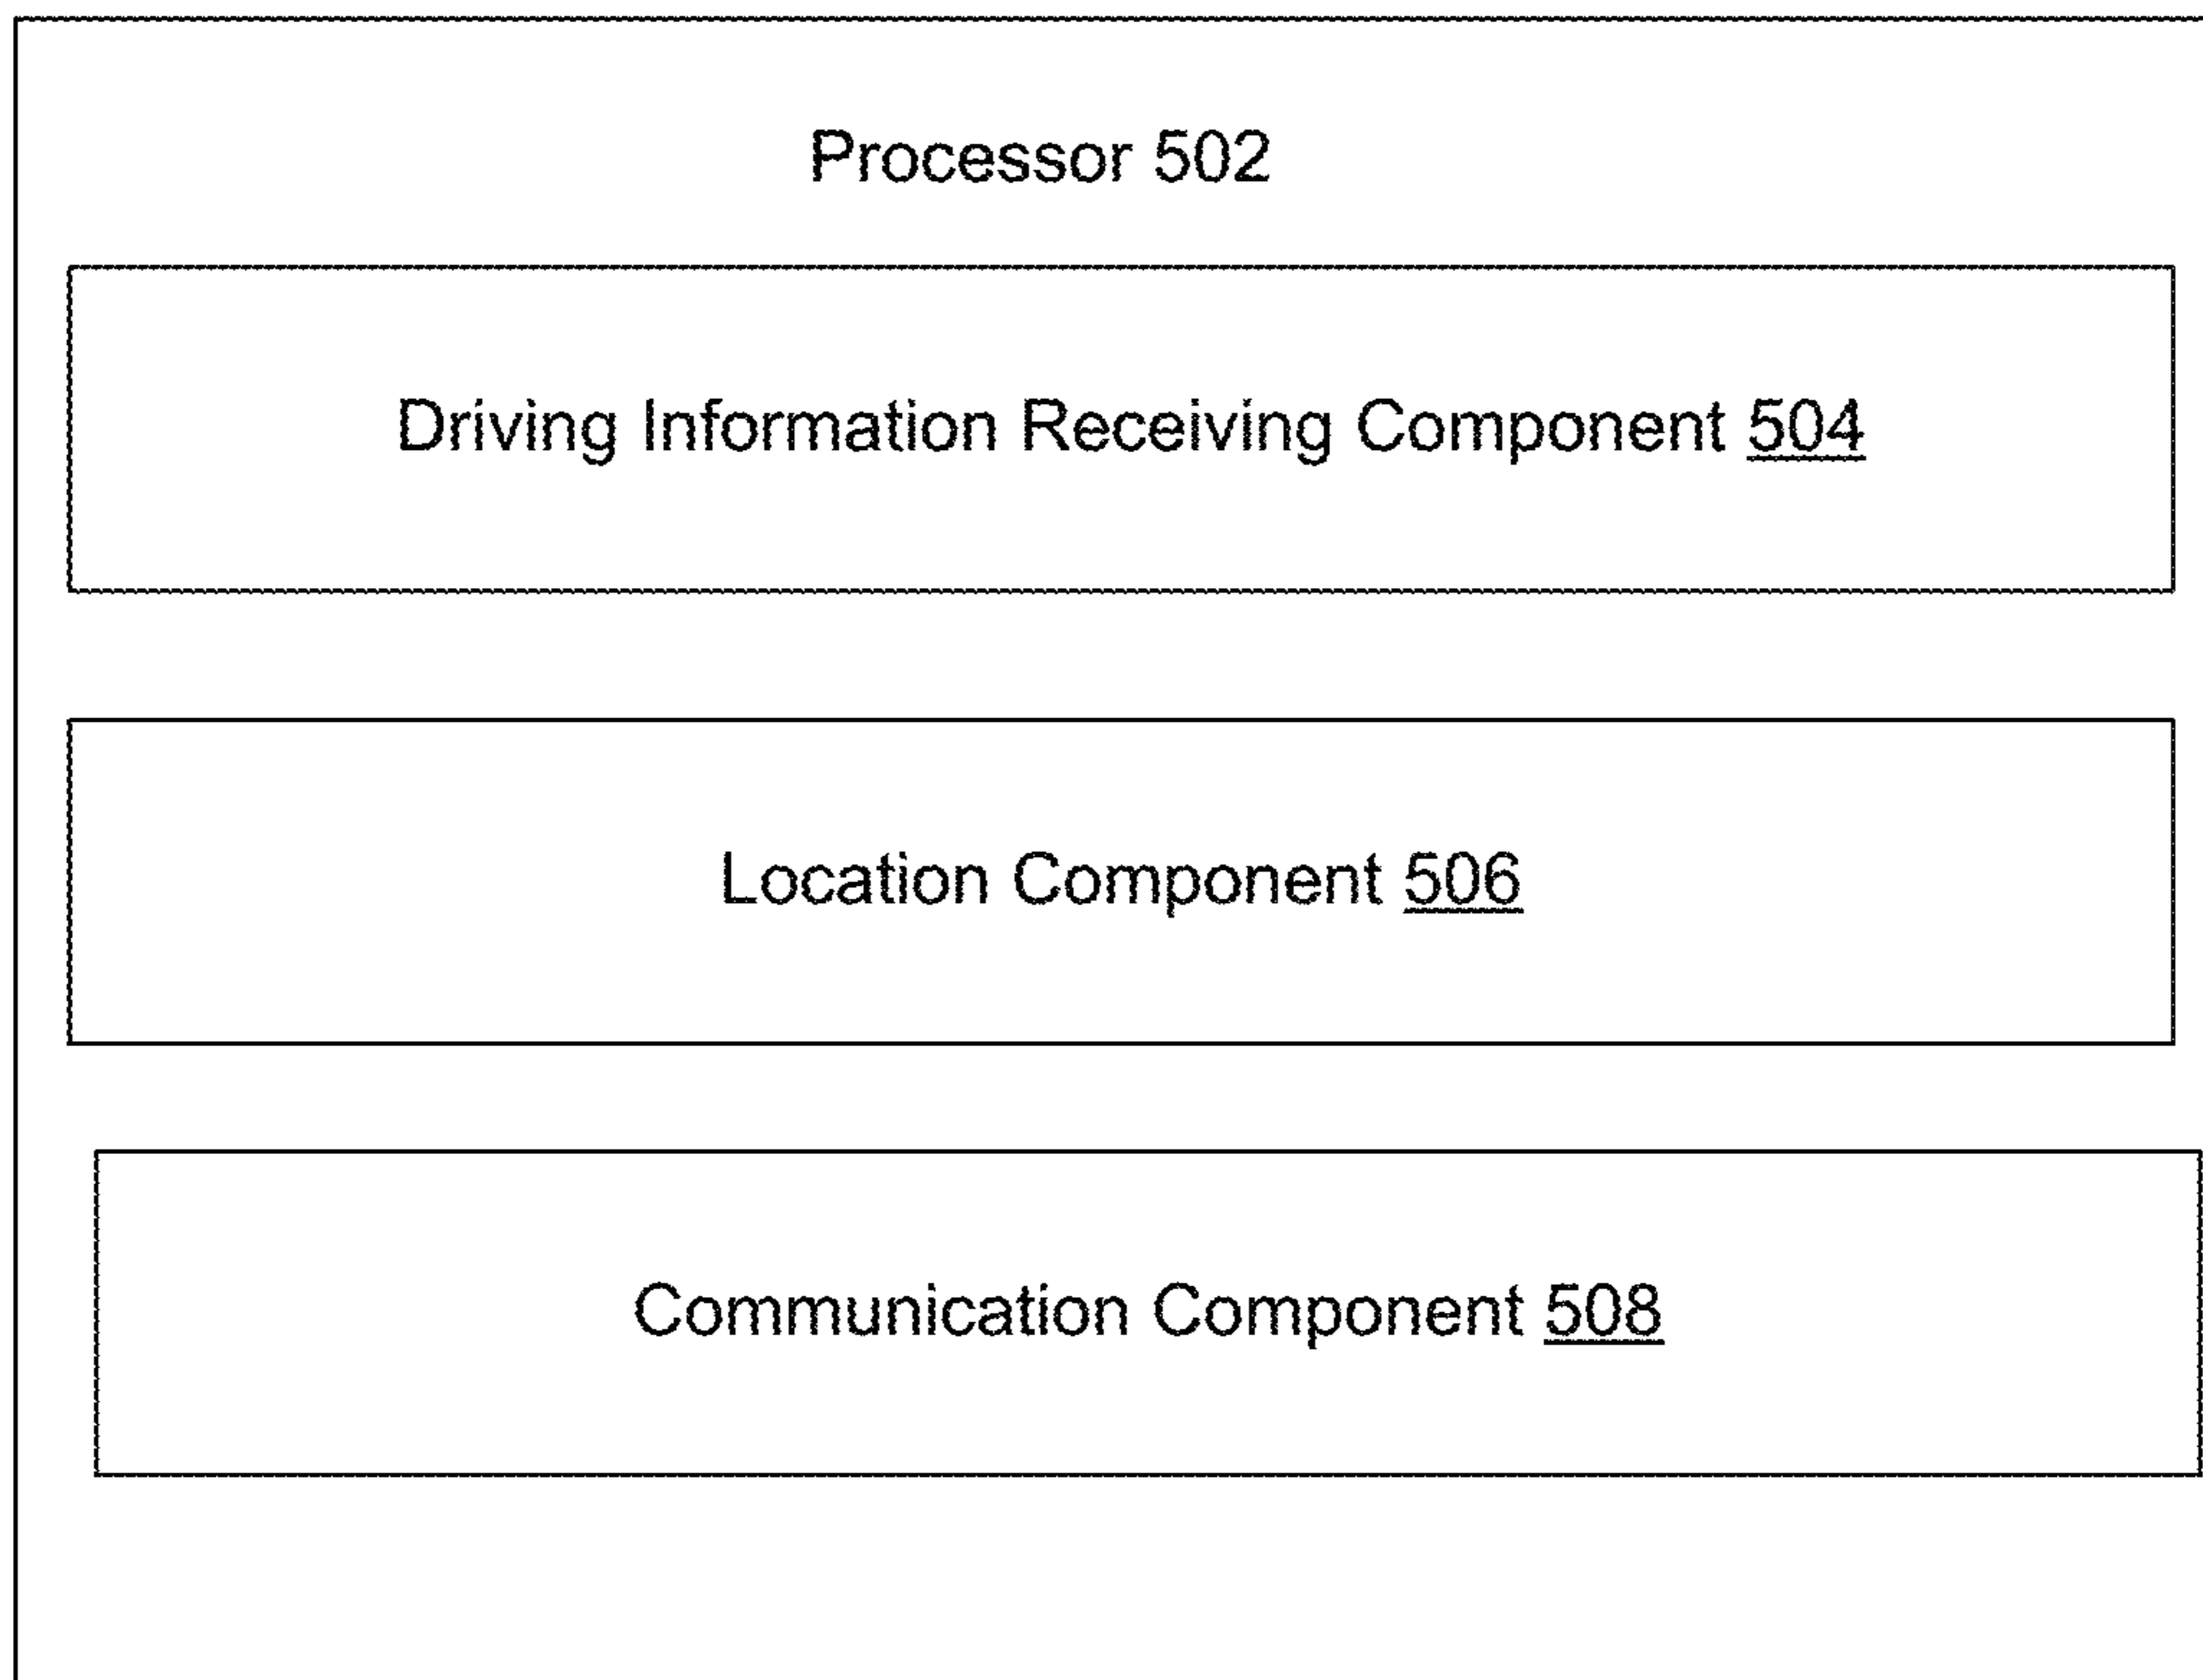 Processor 502
Driving Information Receiving Component 504
Location Component 506
Communication Component 508